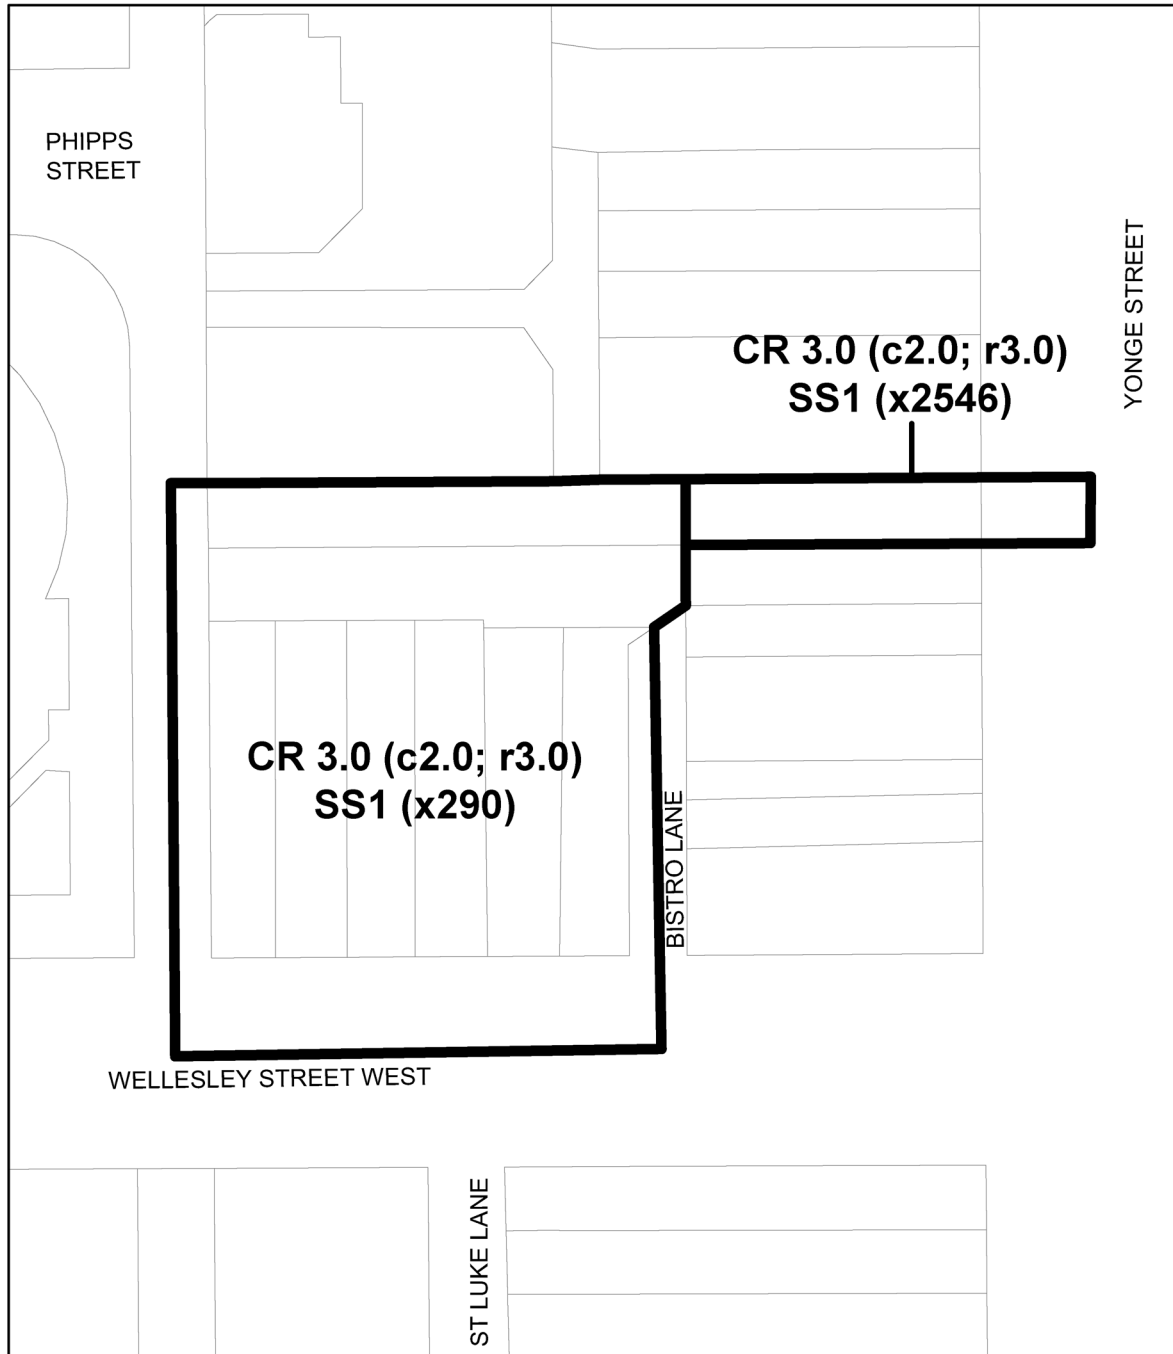 PHIPPS
STREET
YONGE STREET
CR 3.0 (c2.0; r3.0)
SS1 (x2546)
CR 3.0 (c2.0; r3.0)
SS1 (x290)
BISTRO LANE
WELLESLEY STREET WEST
ST LUKE LANE